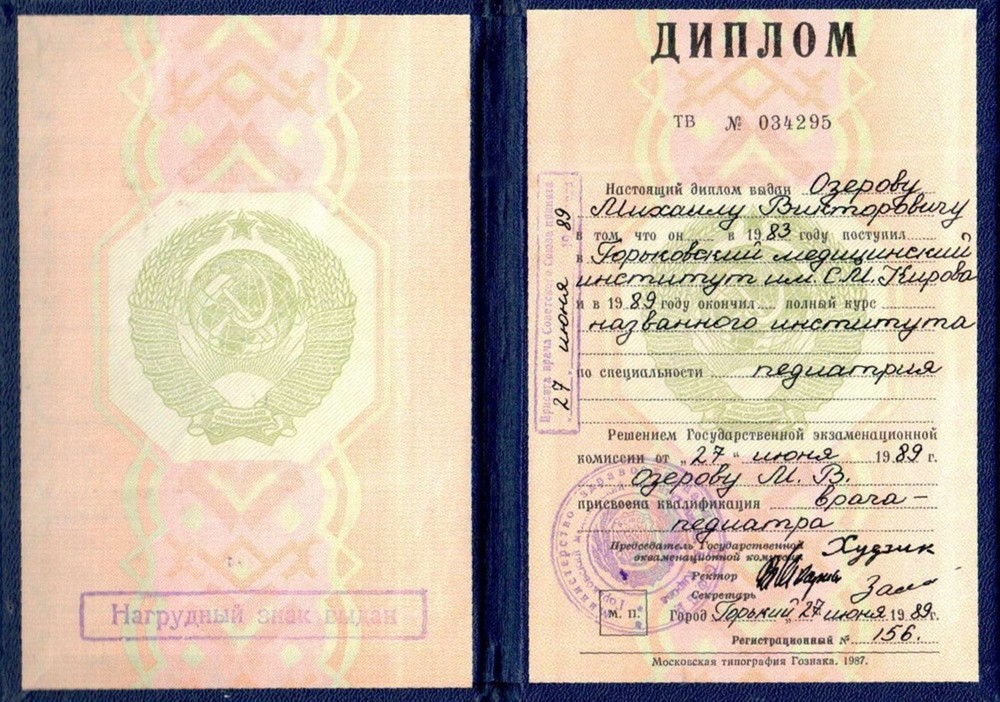 Нагрудный знак выдан
ДИПЛОМ
ТВ № 034295
Присяга врача Советского Союза принята
27 июня 1989
Настоящий диплом выдан Озерову
Михаилу Викторовичу
в том, что он в 1983 году поступил
в Горьковский медицинский
институт им. С.М. Кирова
и в 1989 году окончил полный курс
названного института
по специальности педиатрия
Решением Государственной экзаменационной
комиссии от „27“ июня 1989 г.
Озерову М. В.
присвоена квалификация врача-
педиатра
Председатель Государственной Худзик
экзаменационной комиссии
Ректор
Секретарь
М. П. Город Горький 27 июня 1989г.
Регистрационный № 156.
Московская типография Гознака. 1987.